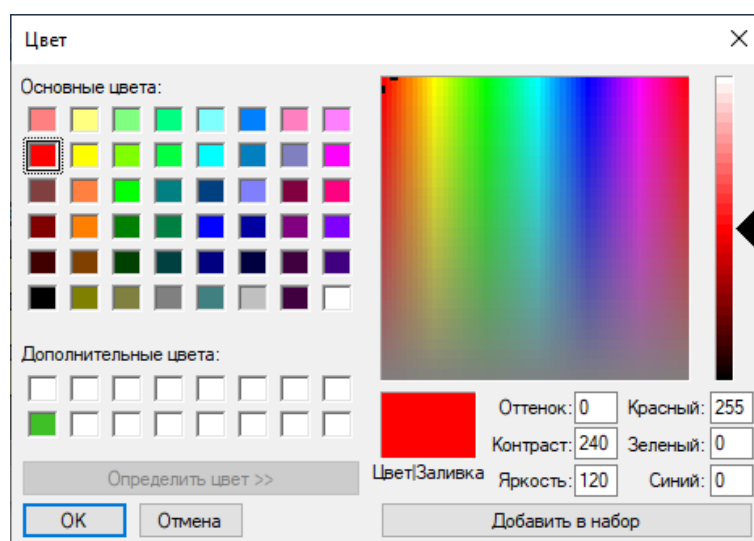 Цвет
Основные цвета:
Дополнительные цвета:
Определить цвет >>
OK
Отмена
Цвет|Заливка
Оттенок: 0
Красный: 255
Контраст: 240
Зеленый: 0
Яркость: 120
Синий: 0
Добавить в набор